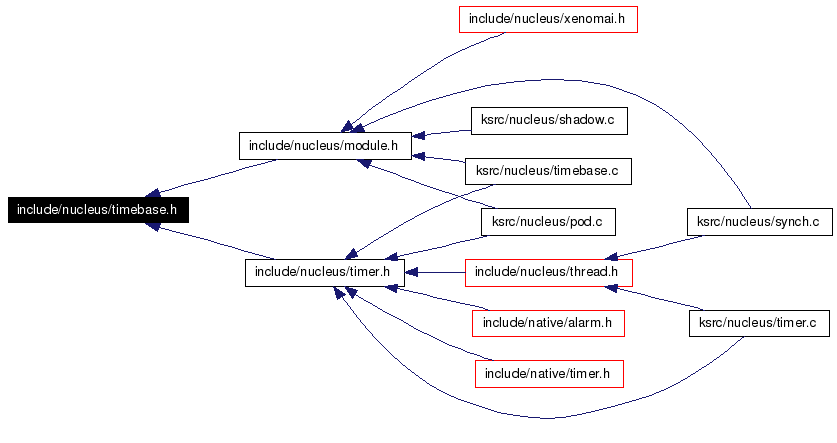 include/nucleus/xenomai.h
ksrc/nucleus/shadow.c
include/nucleus/module.h
ksrc/nucleus/timebase.c
include/nucleus/timebase.h
ksrc/nucleus/pod.c
ksrc/nucleus/synch.c
include/nucleus/timer.h
include/nucleus/thread.h
include/native/alarm.h
ksrc/nucleus/timer.c
include/native/timer.h